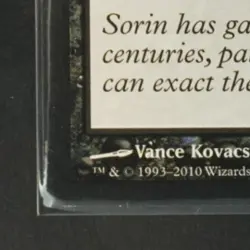 Sorin has ga
centuries, pa
can exact the
Vance Kovacs
™ & © 1993-2010 Wizards